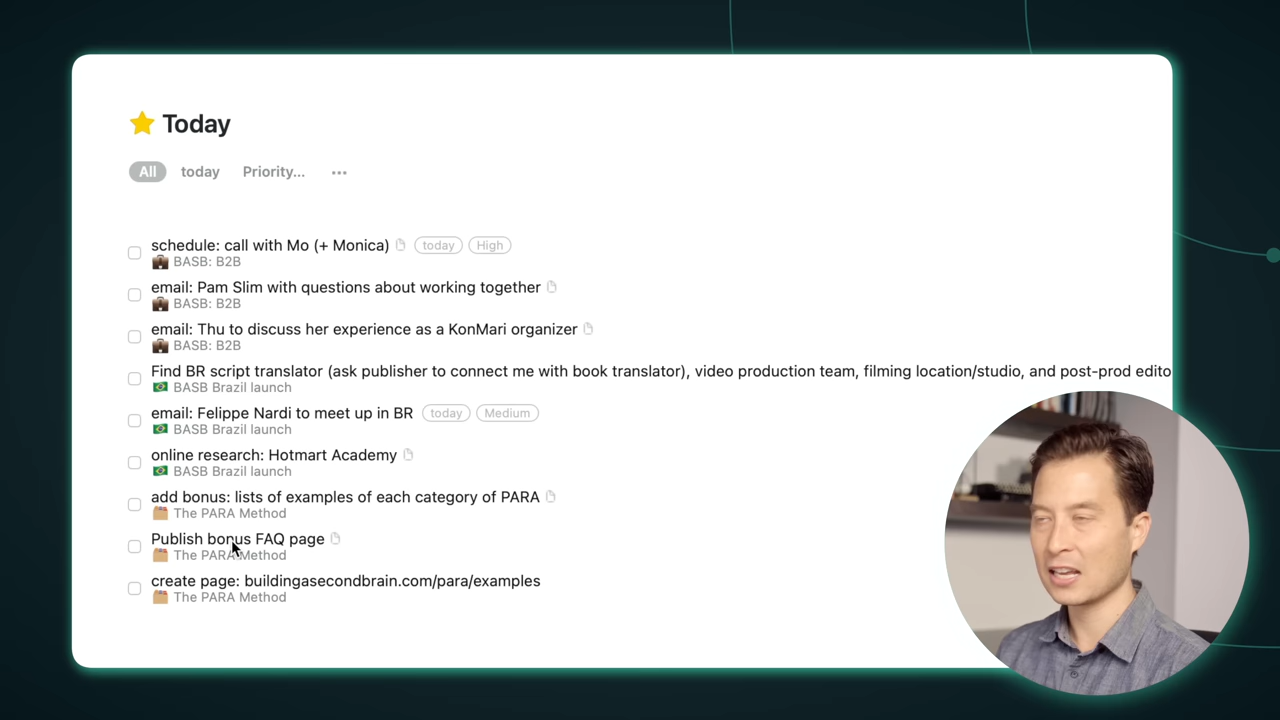 Today
All today Priority... •••
schedule: call with Mo (+ Monica) today High
BASB: B2B
email: Pam Slim with questions about working together
BASB: B2B
email: Thu to discuss her experience as a KonMari organizer
BASB: B2B
Find BR script translator (ask publisher to connect me with book translator), video production team, filming location/studio, and post-prod edito
BASB Brazil launch
email: Felippe Nardi to meet up in BR today Medium
BASB Brazil launch
online research: Hotmart Academy
BASB Brazil launch
add bonus: lists of examples of each category of PARA
The PARA Method
Publish bonus FAQ page
The PARA Method
create page: buildingasecondbrain.com/para/examples
The PARA Method